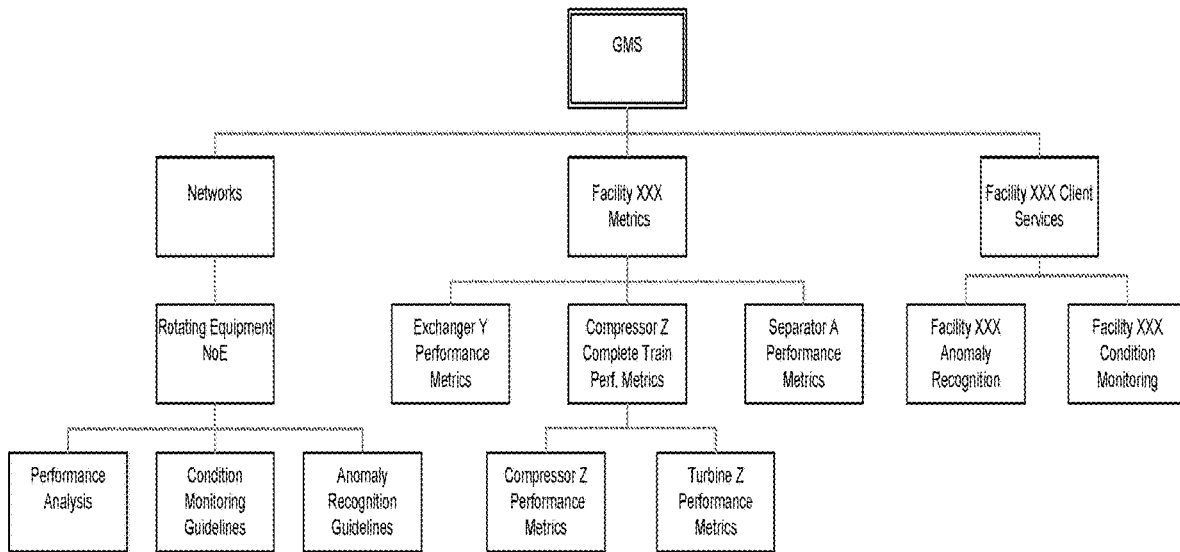 GMS
Networks
Facility XXX
Metrics
Facility XXX Client
Services
Rotating Equipment
NoE
Exchanger Y
Performance
Metrics
Compressor Z
Complete Train
Perf. Metrics
Separator A
Performance
Metrics
Facility XXX
Anomaly
Recognition
Facility XXX
Condition
Monitoring
Performance
Analysis
Condition
Monitoring
Guidelines
Anomaly
Recognition
Guidelines
Compressor Z
Performance
Metrics
Turbine Z
Performance
Metrics